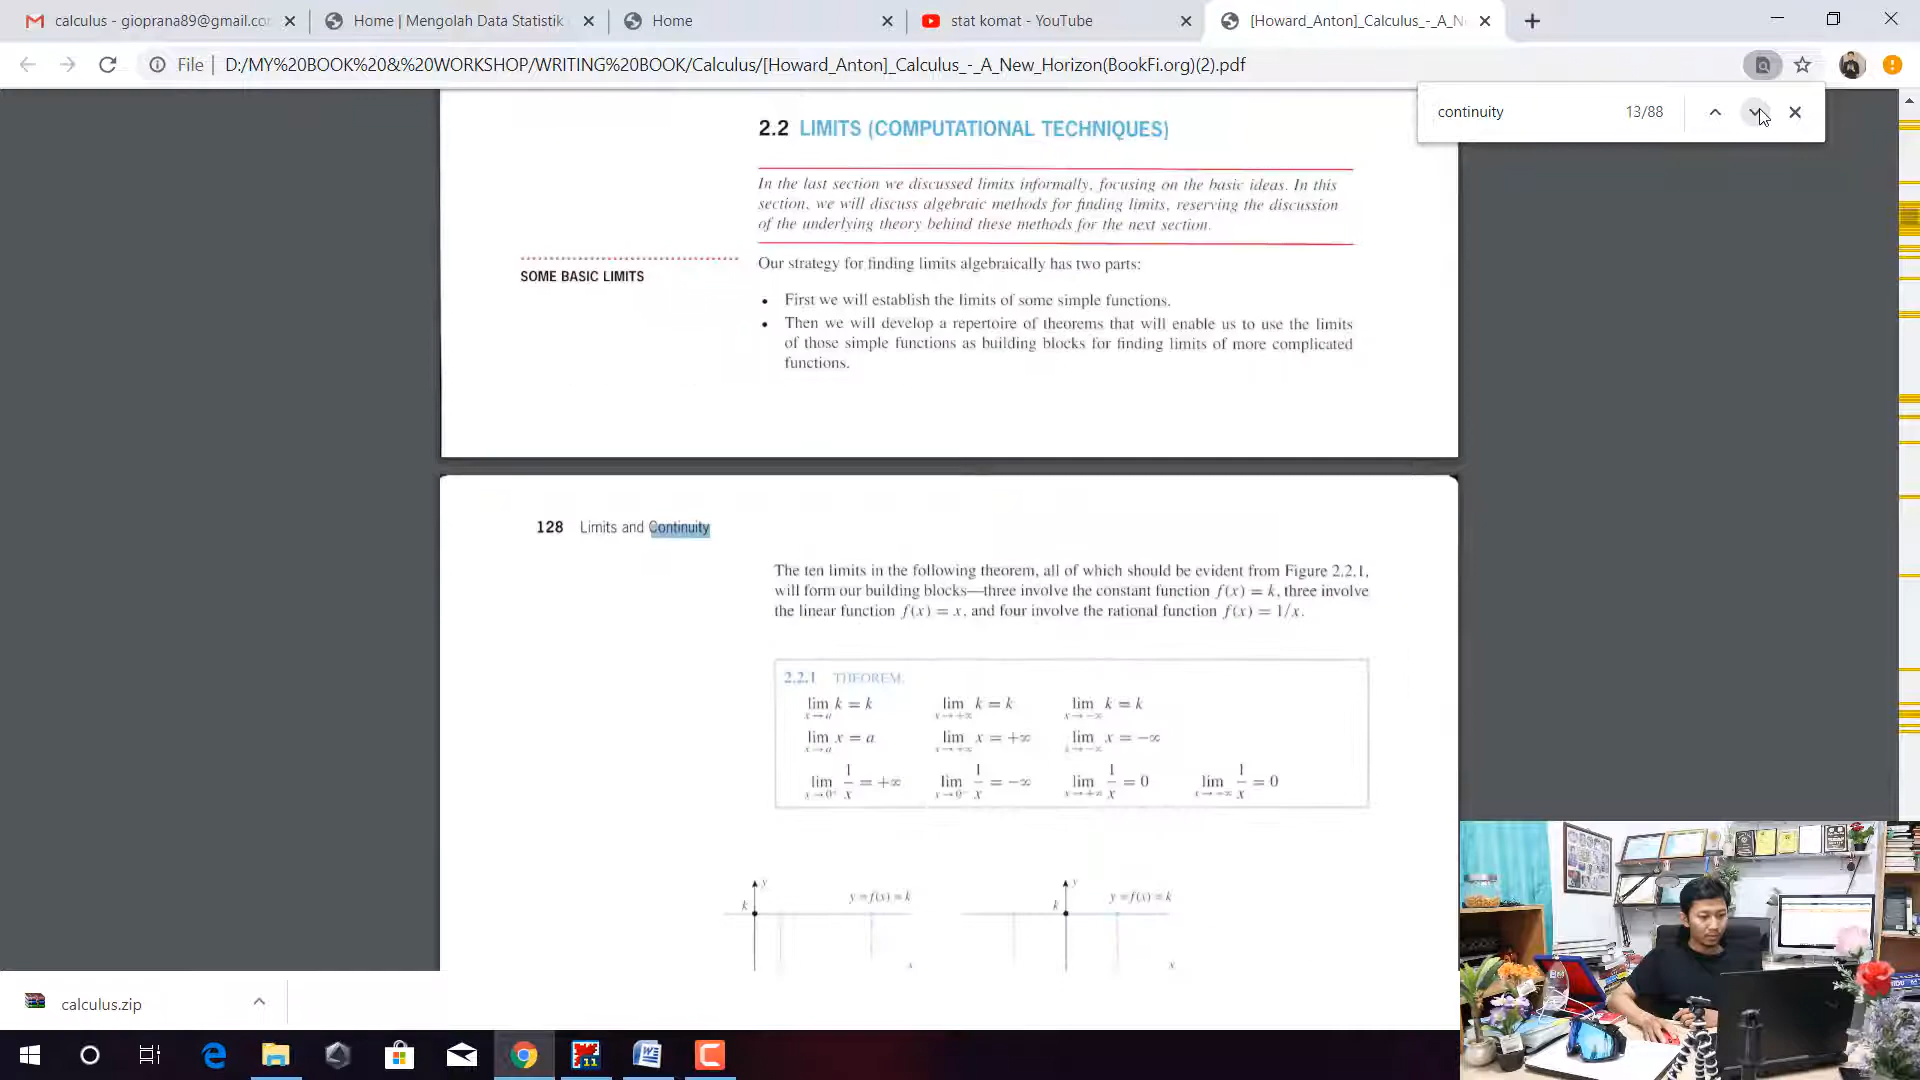 calculus - gioprana89@gmail.co
Home | Mengolah Data Statistik
Home
stat komat - YouTube
[Howard_Anton]_Calculus_-_A_N
File
D:/MY%20BOOK%20&%20WORKSHOP/WRITING%20BOOK/Calculus/[Howard_Anton]_Calculus_-_A_New_Horizon(BookFi.org)(2).pdf
continuity 13/88
2.2 LIMITS (COMPUTATIONAL TECHNIQUES)
In the last section we discussed limits informally, focusing on the basic ideas. In this
section, we will discuss algebraic methods for finding limits, reserving the discussion
of the underlying theory behind these methods for the next section.
SOME BASIC LIMITS
Our strategy for finding limits algebraically has two parts:
• First we will establish the limits of some simple functions.
• Then we will develop a repertoire of theorems that will enable us to use the limits
of those simple functions as building blocks for finding limits of more complicated
functions.
128 Limits and Continuity
The ten limits in the following theorem, all of which should be evident from Figure 2.2.1,
will form our building blocks—three involve the constant function f(x) = k, three involve
the linear function f(x) = x, and four involve the rational function f(x) = 1/x.
2.2.1 THEOREM.
lim x→a k = k lim x→+∞ k = k lim x→−∞ k = k
lim x→a x = a lim x→+∞ x = +∞ lim x→−∞ x = −∞
lim x→0 1/x = +∞ lim x→0 1/x = −∞ lim x→+∞ 1/x = 0 lim x→−∞ 1/x = 0
y
y = f(x) = k
k
x
y
y = f(x) = k
k
x
calculus.zip
11